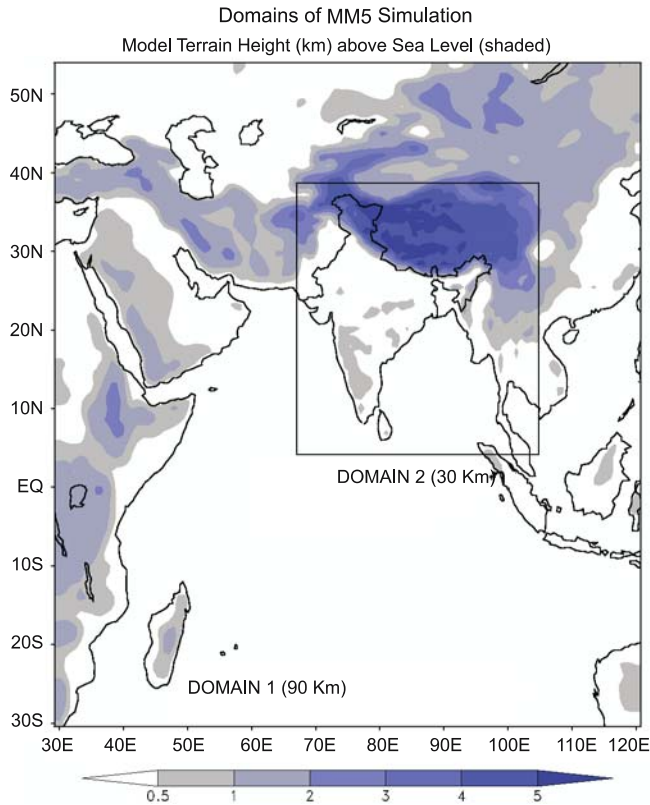 Domains of MM5 Simulation
Model Terrain Height (km) above Sea Level (shaded)
50N
40N
30N
20N
10N
EQ
10S
20S
30S
DOMAIN 2 (30 Km)
DOMAIN 1 (90 Km)
30E 40E 50E 60E 70E 80E 90E 100E 110E 120E
0.5 1 2 3 4 5